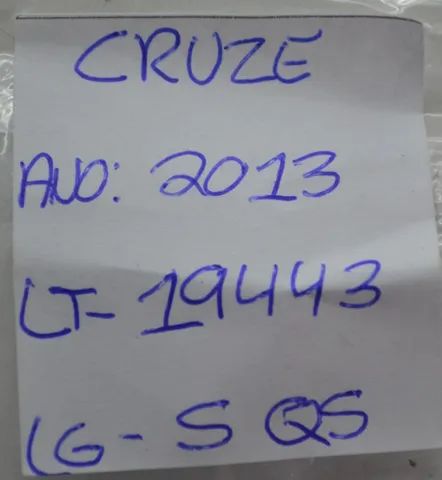 CRUZE
ANO: 2013
LT- 19443
LG- S QS